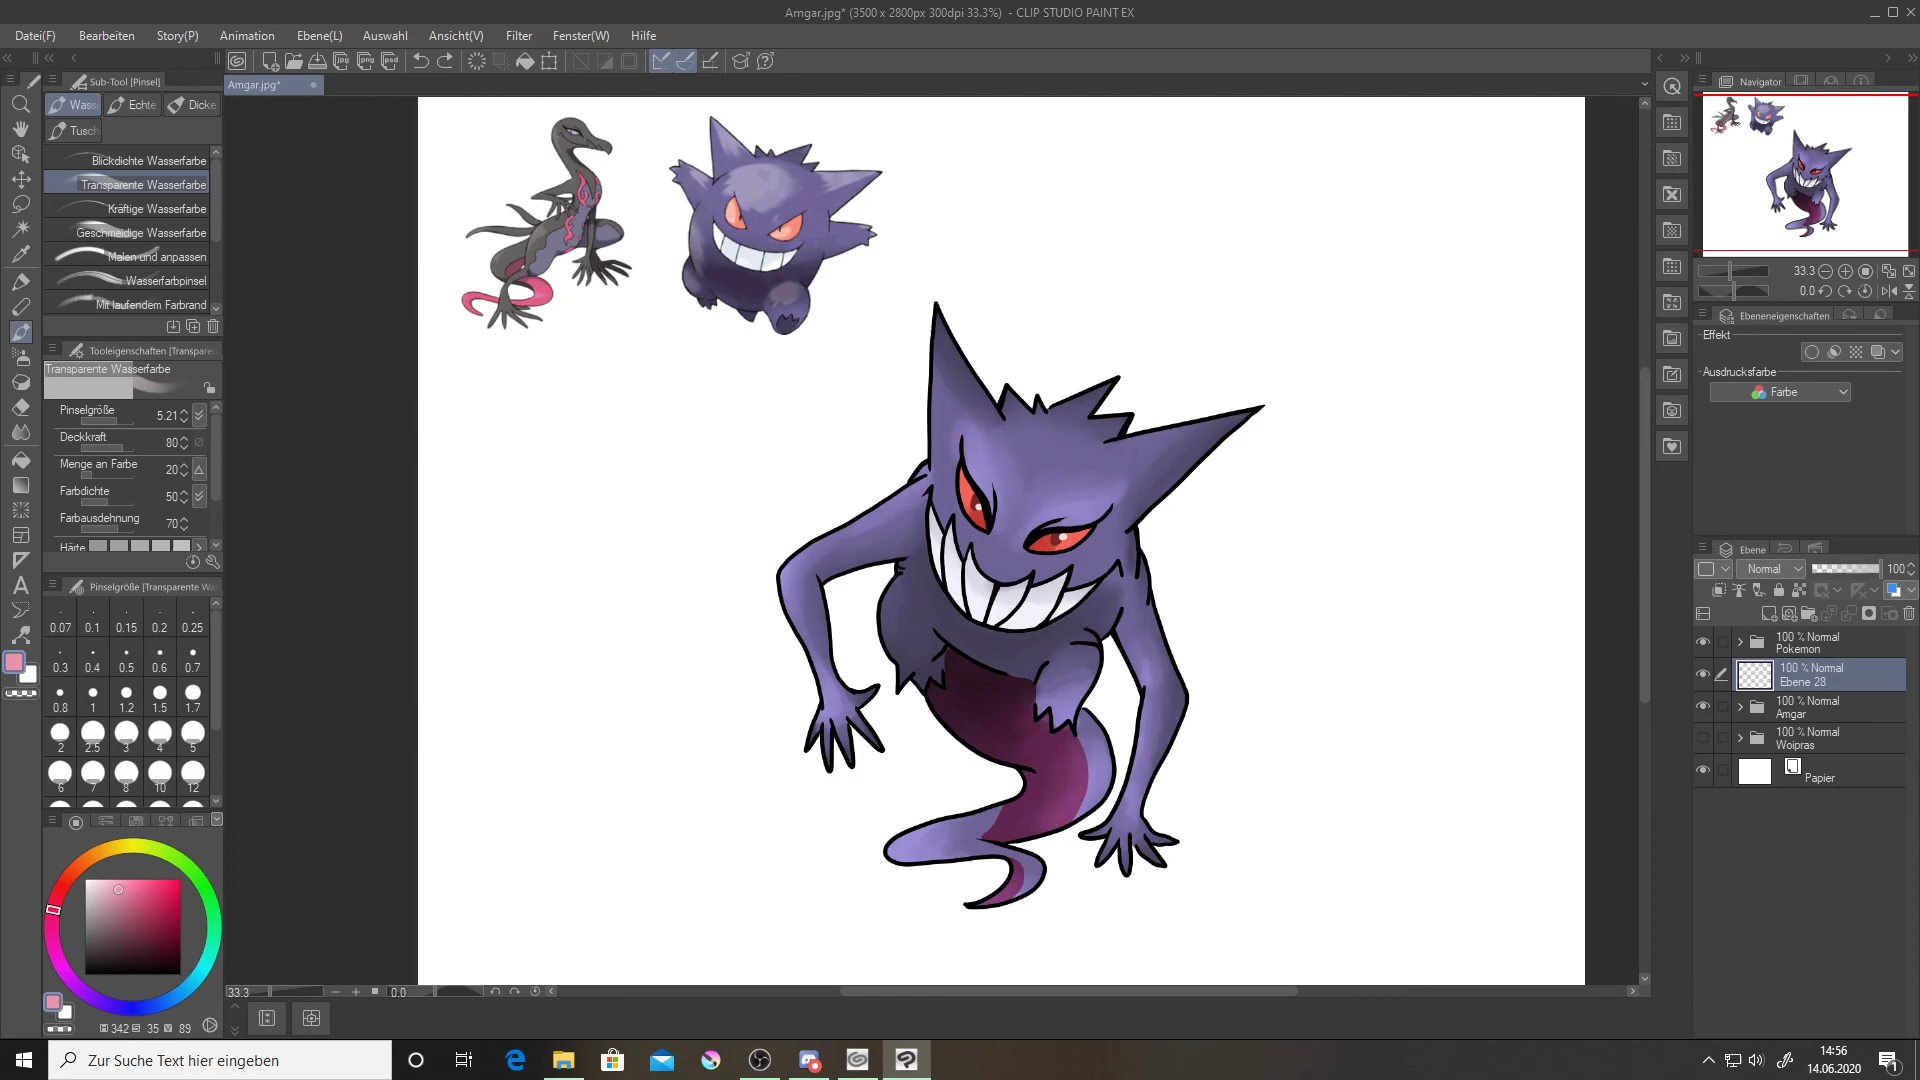 Amgar.jpg* (3500 x 2800px 300dpi 33.3%) - CLIP STUDIO PAINT EX
Datei(F) Bearbeiten Story(P) Animation Ebene(L) Auswahl Ansicht(V) Filter Fenster(W) Hilfe
Sub-Tool [Pinsel]
Amgar.jpg*
Navigator
Wass Echte Dicke
Tusch
Blickdichte Wasserfarbe
Transparente Wasserfarbe
Kräftige Wasserfarbe
Geschmeidige Wasserfarbe
Malen und anpassen
Wasserfarbpinsel
Mit laufendem Farbrand
33.3
0.0
Ebeneneigenschaften
Effekt
Ausdrucksfarbe
Farbe
Tooleigenschaften [Transparen
Transparente Wasserfarbe
Pinselgröße 5.21
Deckkraft 80
Menge an Farbe 20
Farbdichte 50
Farbausdehnung 70
Härte
Pinselgröße [Transparente Wa
0.07 0.1 0.15 0.2 0.25
0.3 0.4 0.5 0.6 0.7
0.8 1 1.2 1.5 1.7
2 2.5 3 4 5
6 7 8 10 12
Ebene
Normal 100
100 % Normal
Pokemon
100 % Normal
Ebene 28
100 % Normal
Amgar
100 % Normal
Woipras
Papier
33.3 0.0
342 35 89
Zur Suche Text hier eingeben
14:56
14.06.2020
1